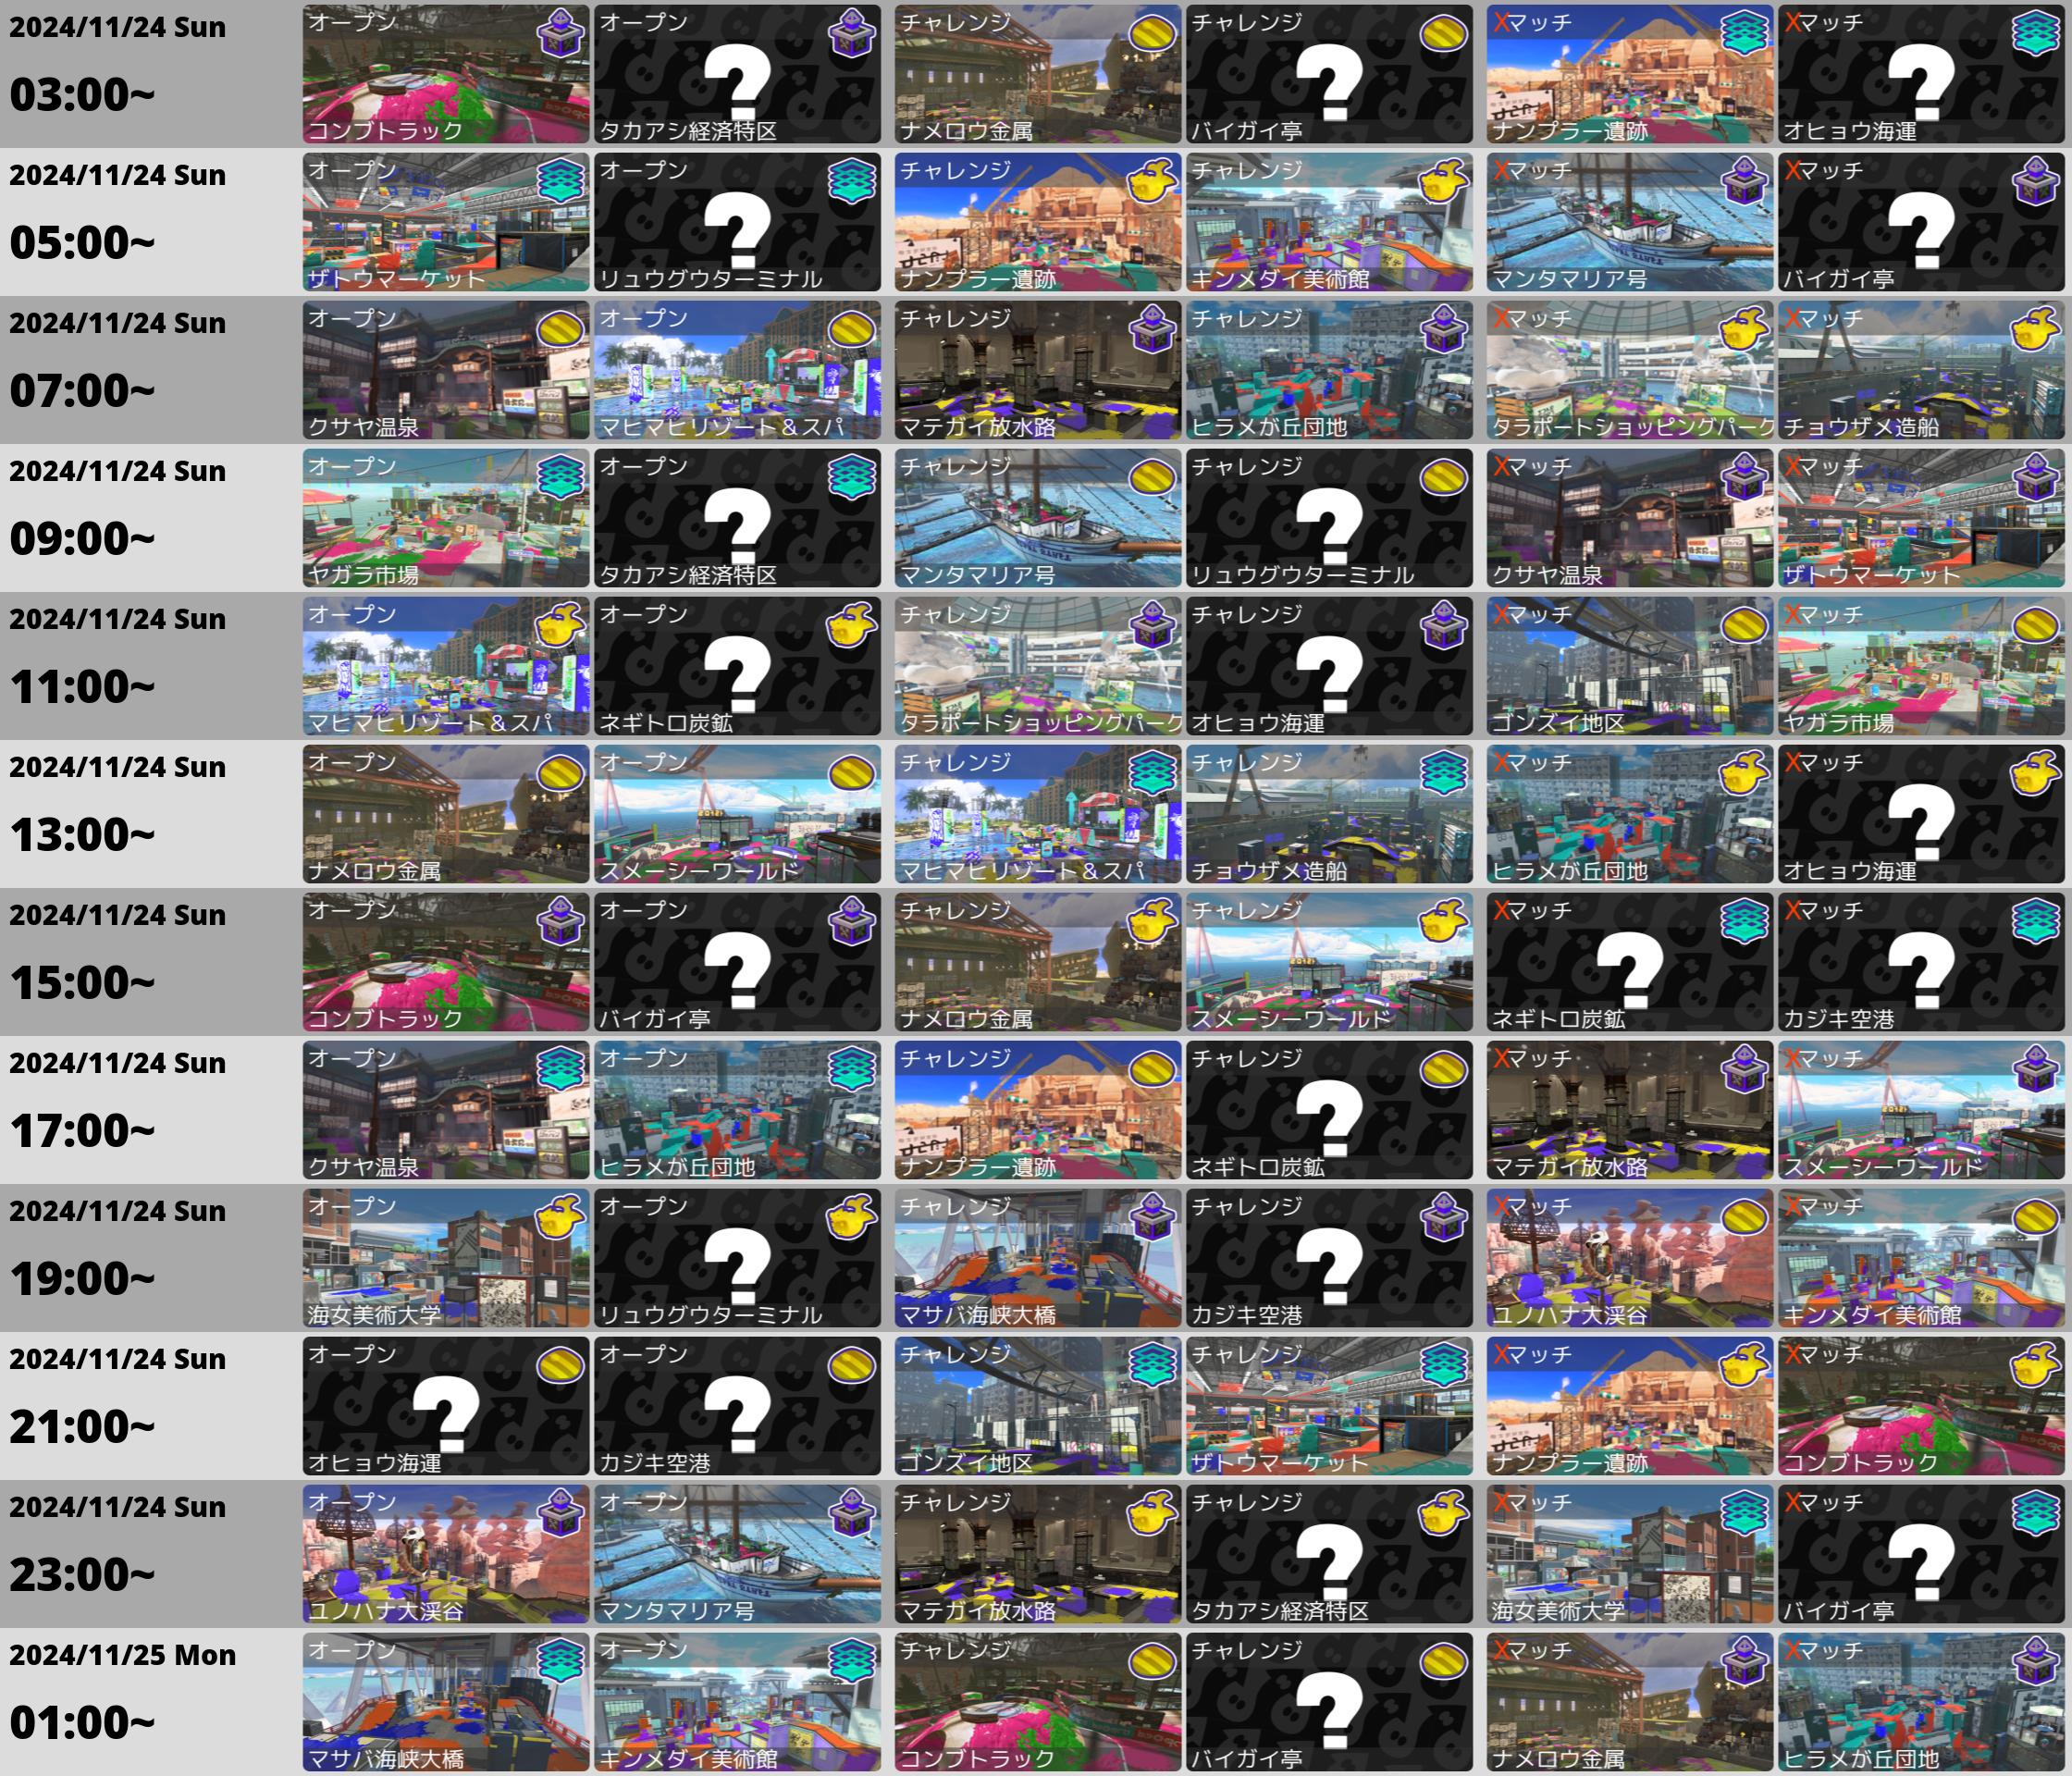 2024/11/24 Sun
03:00~
オープン
コンブトラック
オープン
タカアシ経済特区
チャレンジ
ナメロウ金属
チャレンジ
バイガイ亭
Xマッチ
ナンプラー遺跡
Xマッチ
オヒョウ海運
2024/11/24 Sun
05:00~
オープン
ザトウマーケット
オープン
リュウグウターミナル
チャレンジ
ナンプラー遺跡
チャレンジ
キンメダイ美術館
Xマッチ
マンタマリア号
Xマッチ
バイガイ亭
2024/11/24 Sun
07:00~
オープン
クサヤ温泉
オープン
マヒマヒリゾート&スパ
チャレンジ
マテガイ放水路
チャレンジ
ヒラメが丘団地
Xマッチ
タラポートショッピングパーク
Xマッチ
チョウザメ造船
2024/11/24 Sun
09:00~
オープン
ヤガラ市場
オープン
タカアシ経済特区
チャレンジ
マンタマリア号
チャレンジ
リュウグウターミナル
Xマッチ
クサヤ温泉
Xマッチ
ザトウマーケット
2024/11/24 Sun
11:00~
オープン
マヒマヒリゾート&スパ
オープン
ネギトロ炭鉱
チャレンジ
タラポートショッピングパーク
チャレンジ
オヒョウ海運
Xマッチ
ゴンズイ地区
Xマッチ
ヤガラ市場
2024/11/24 Sun
13:00~
オープン
ナメロウ金属
オープン
スメーシーワールド
チャレンジ
マヒマヒリゾート&スパ
チャレンジ
チョウザメ造船
Xマッチ
ヒラメが丘団地
Xマッチ
オヒョウ海運
2024/11/24 Sun
15:00~
オープン
コンブトラック
オープン
バイガイ亭
チャレンジ
ナメロウ金属
チャレンジ
スメーシーワールド
Xマッチ
ネギトロ炭鉱
Xマッチ
カジキ空港
2024/11/24 Sun
17:00~
オープン
クサヤ温泉
オープン
ヒラメが丘団地
チャレンジ
ナンプラー遺跡
チャレンジ
ネギトロ炭鉱
Xマッチ
マテガイ放水路
Xマッチ
スメーシーワールド
2024/11/24 Sun
19:00~
オープン
海女美術大学
オープン
リュウグウターミナル
チャレンジ
マサバ海峡大橋
チャレンジ
カジキ空港
Xマッチ
ユノハナ大渓谷
Xマッチ
キンメダイ美術館
2024/11/24 Sun
21:00~
オープン
オヒョウ海運
オープン
カジキ空港
チャレンジ
ゴンズイ地区
チャレンジ
ザトウマーケット
Xマッチ
ナンプラー遺跡
Xマッチ
コンブトラック
2024/11/24 Sun
23:00~
オープン
ユノハナ大渓谷
オープン
マンタマリア号
チャレンジ
マテガイ放水路
チャレンジ
タカアシ経済特区
Xマッチ
海女美術大学
Xマッチ
バイガイ亭
2024/11/25 Mon
01:00~
オープン
マサバ海峡大橋
オープン
キンメダイ美術館
チャレンジ
コンブトラック
チャレンジ
バイガイ亭
Xマッチ
ナメロウ金属
Xマッチ
ヒラメが丘団地